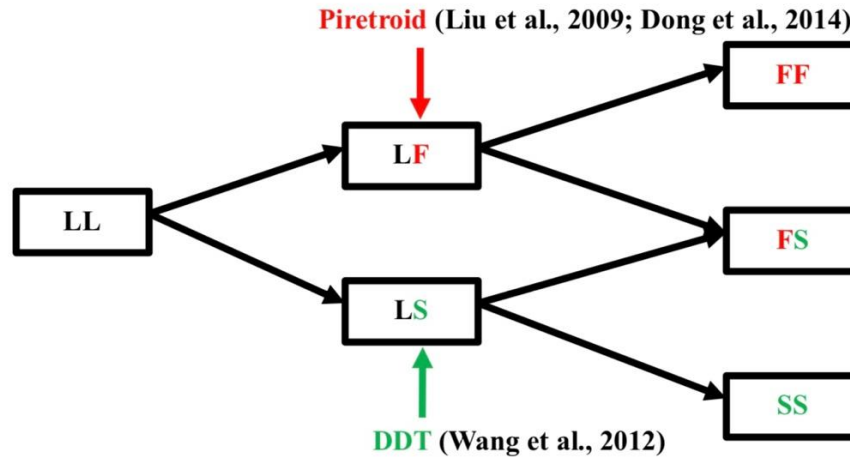 Piretroid (Liu et al., 2009; Dong et al., 2014)
FF
LF
LL
FS
LS
SS
DDT (Wang et al., 2012)